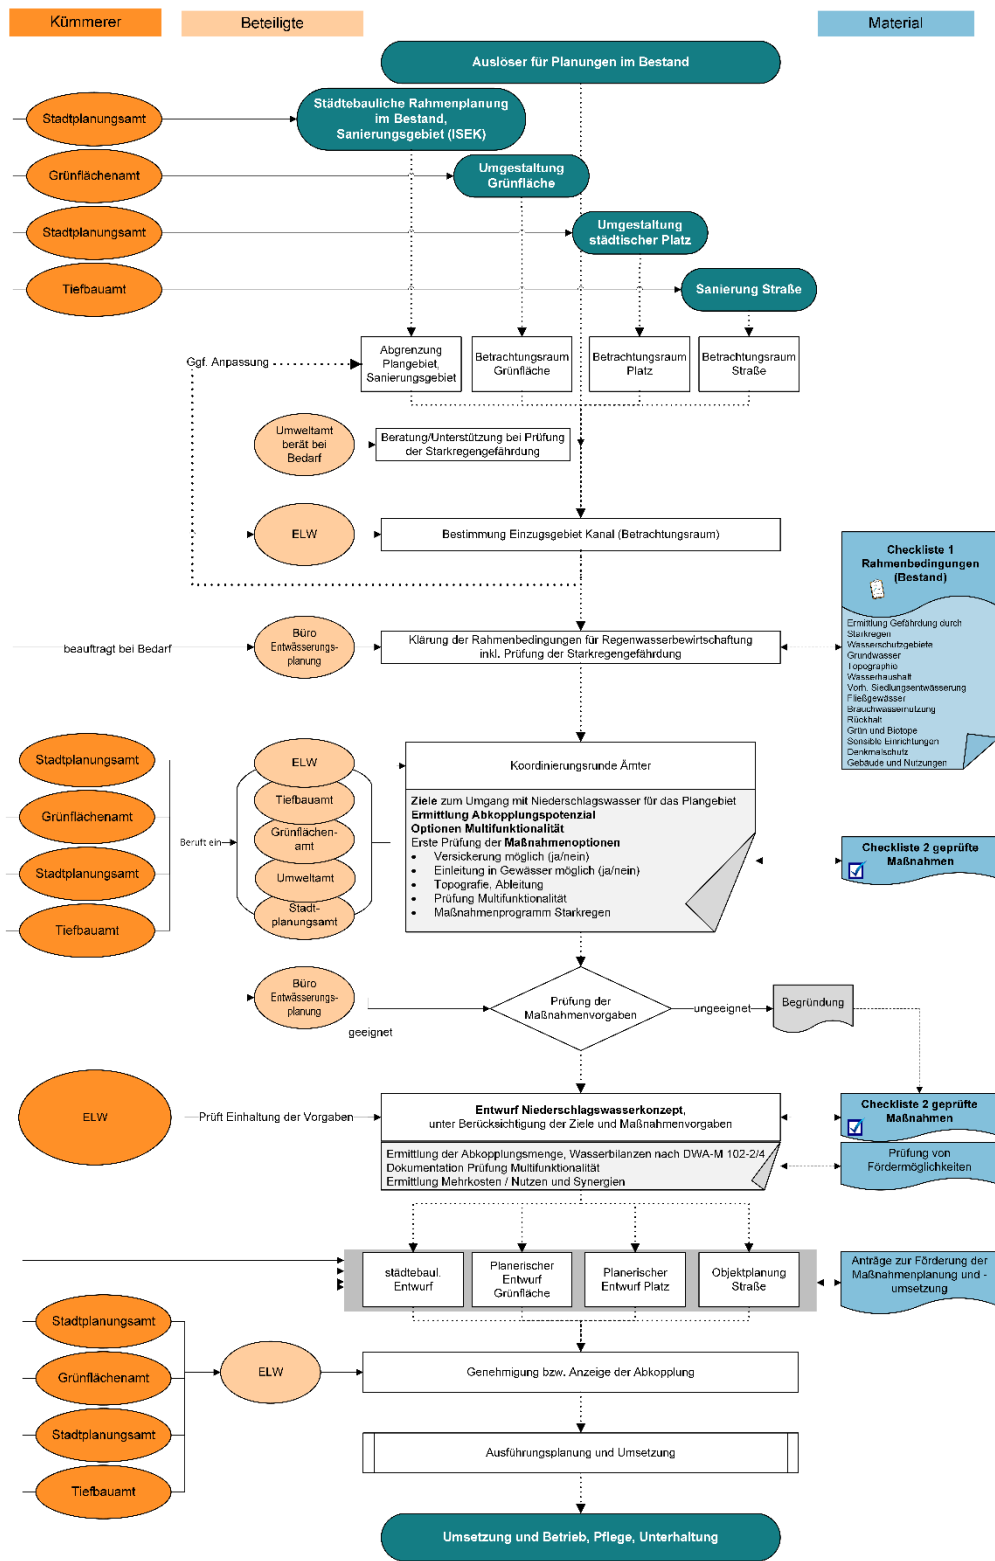 Kümmerer
Beteiligte
Material
Auslöser für Planungen im Bestand
Stadtplanungsamt
Städtebauliche Rahmenplanung
im Bestand,
Sanierungsgebiet (ISEK)
Grünflächenamt
Umgestaltung
Grünfläche
Stadtplanungsamt
Umgestaltung
städtischer Platz
Tiefbauamt
Sanierung Straße
Ggf. Anpassung
Abgrenzung
Plangebiet,
Sanierungsgebiet
Betrachtungsraum
Grünfläche
Betrachtungsraum
Platz
Betrachtungsraum
Straße
Umweltamt
berät bei
Bedarf
Beratung/Unterstützung bei Prüfung
der Starkregengefährdung
ELW
Bestimmung Einzugsgebiet Kanal (Betrachtungsraum)
Checkliste 1
Rahmenbedingungen
(Bestand)
Ermittlung Gefährdung durch
Starkregen
Wasserschutzgebiete
Grundwasser
Topographie
Wasserhaushalt
Vorh. Siedlungsentwässerung
Fließgewässer
Brauchwassernutzung
Rückhalt
Grün und Biotope
Sensible Einrichtungen
Denkmalschutz
Gebäude und Nutzungen
beauftragt bei Bedarf
Büro
Entwässerungs-
planung
Klärung der Rahmenbedingungen für Regenwasserbewirtschaftung
inkl. Prüfung der Starkregengefährdung
Stadtplanungsamt
Grünflächenamt
Stadtplanungsamt
Tiefbauamt
Beruft ein
ELW
Tiefbauamt
Grünflächen-
amt
Umweltamt
Stadt-
planungsamt
Koordinierungsrunde Ämter
Ziele zum Umgang mit Niederschlagswasser für das Plangebiet
Ermittlung Abkopplungspotenzial
Optionen Multifunktionalität
Erste Prüfung der Maßnahmenoptionen
• Versickerung möglich (ja/nein)
• Einleitung in Gewässer möglich (ja/nein)
• Topografie, Ableitung
• Prüfung Multifunktionalität
• Maßnahmenprogramm Starkregen
Checkliste 2 geprüfte
Maßnahmen
Büro
Entwässerungs-
planung
geeignet
Prüfung der
Maßnahmenvorgaben
ungeeignet
Begründung
ELW
Prüft Einhaltung der Vorgaben
Entwurf Niederschlagswasserkonzept,
unter Berücksichtigung der Ziele und Maßnahmenvorgaben
Ermittlung der Abkopplungsmenge, Wasserbilanzen nach DWA-M 102-2/4
Dokumentation Prüfung Multifunktionalität
Ermittlung Mehrkosten / Nutzen und Synergien
Checkliste 2 geprüfte
Maßnahmen
Prüfung von
Fördermöglichkeiten
städtebaul.
Entwurf
Planerischer
Entwurf
Grünfläche
Planerischer
Entwurf Platz
Objektplanung
Straße
Anträge zur Förderung der
Maßnahmenplanung und -
umsetzung
Stadtplanungsamt
Grünflächenamt
Stadtplanungsamt
Tiefbauamt
ELW
Genehmigung bzw. Anzeige der Abkopplung
Ausführungsplanung und Umsetzung
Umsetzung und Betrieb, Pflege, Unterhaltung